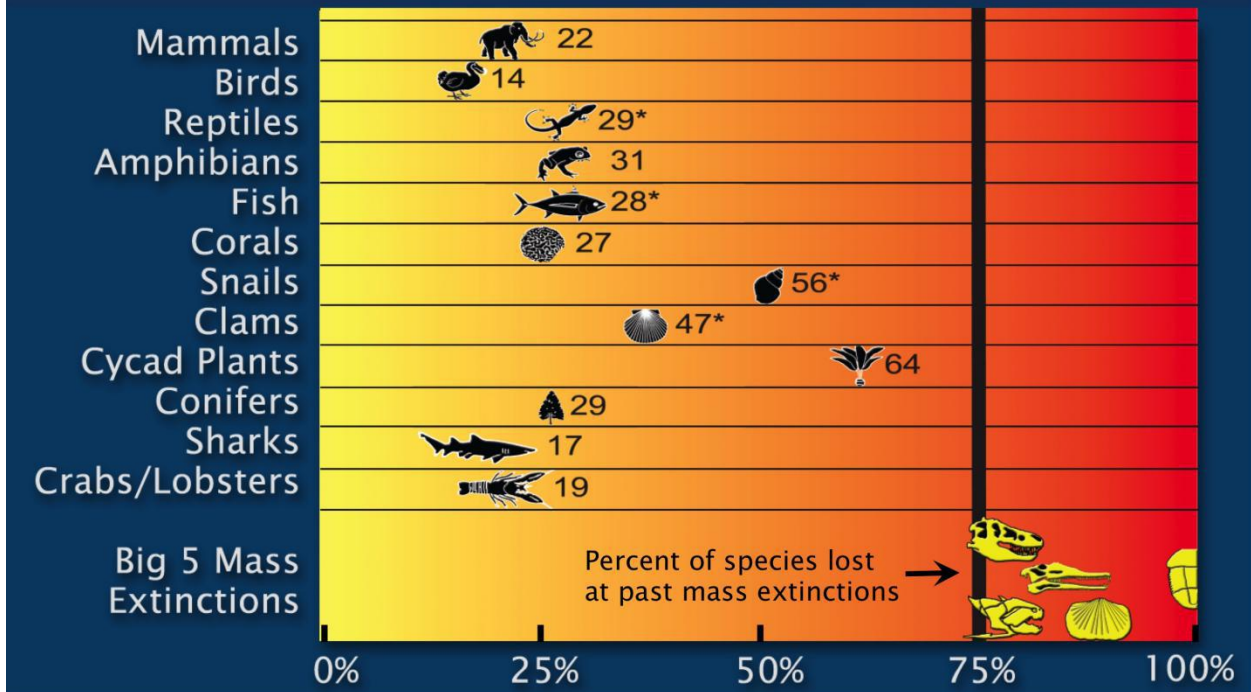 Mammals 22
Birds 14
Reptiles 29*
Amphibians 31
Fish 28*
Corals 27
Snails 56*
Clams 47*
Cycad Plants 64
Conifers 29
Sharks 17
Crabs/Lobsters 19
Big 5 Mass
Extinctions
Percent of species lost
at past mass extinctions
0% 25% 50% 75% 100%